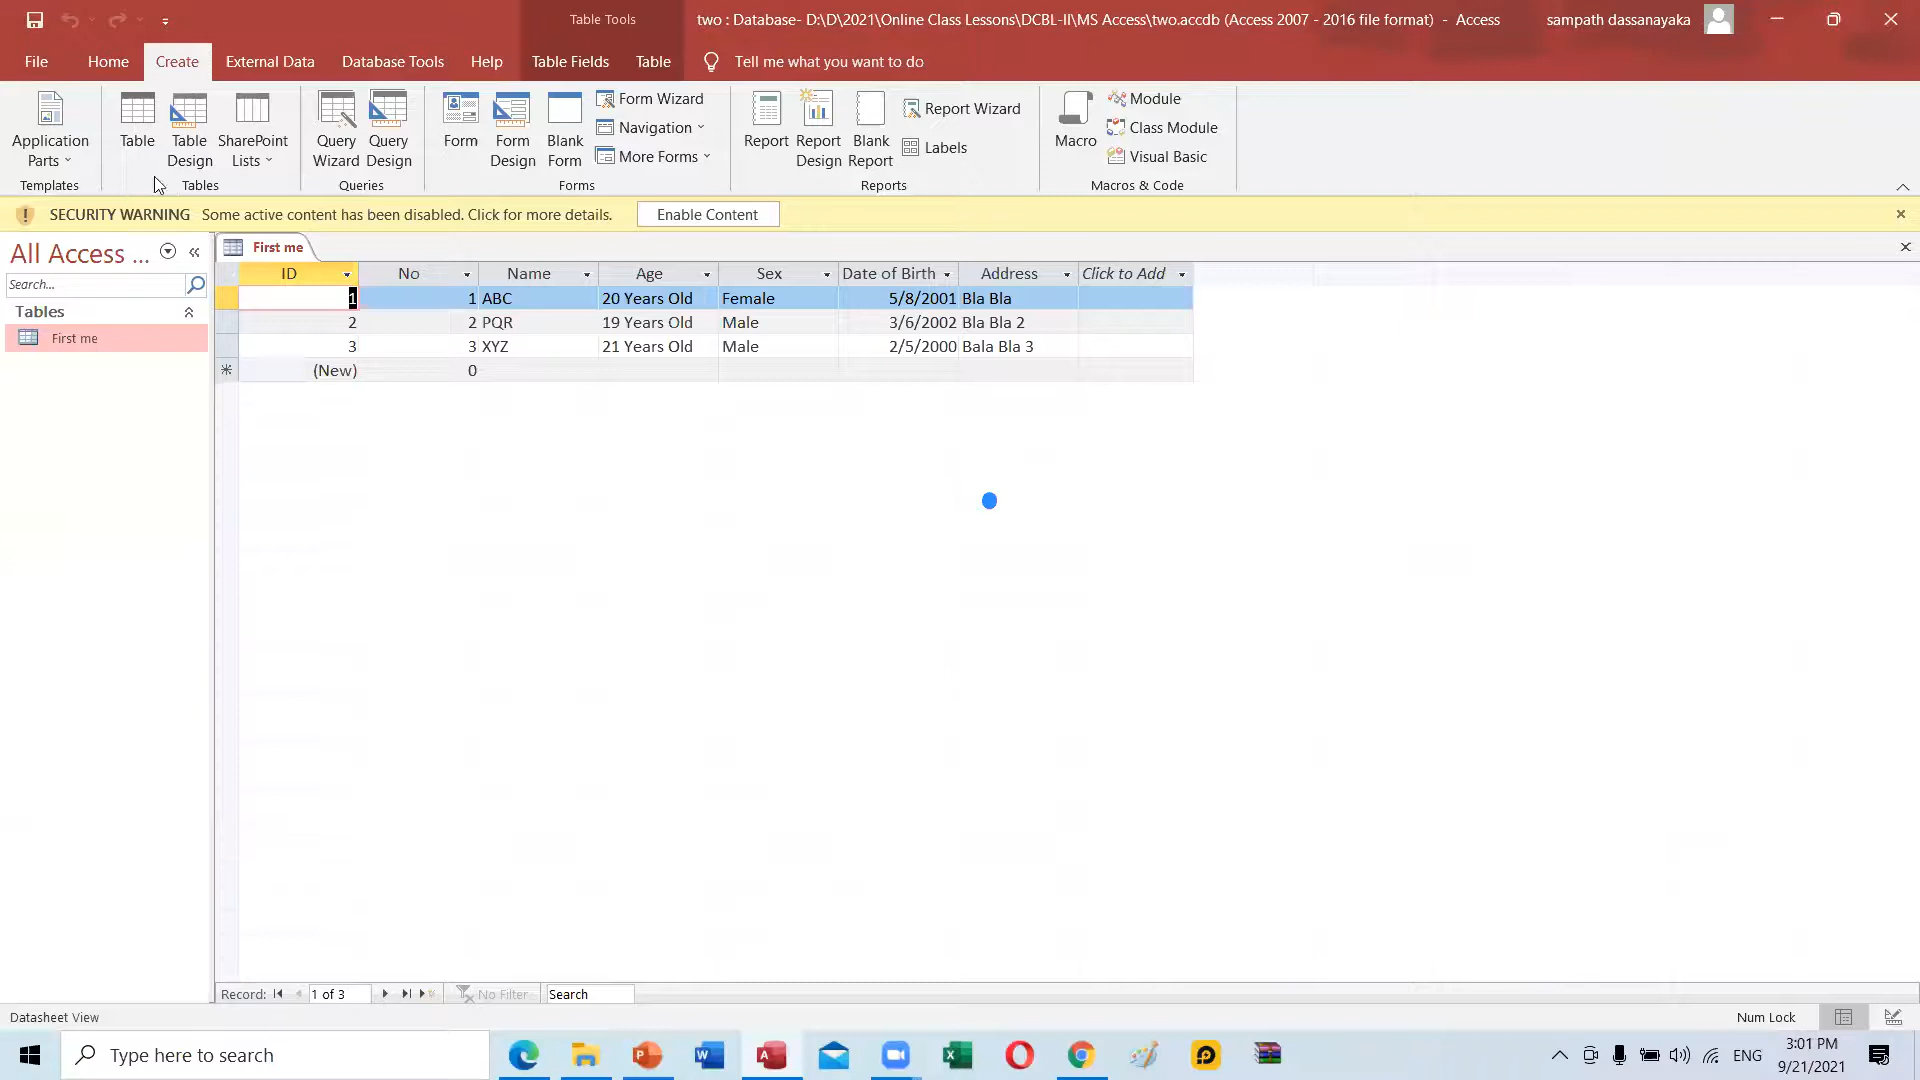 Table Tools
two : Database- D:\D\2021\Online Class Lessons\DCBL-II\MS Access\two.accdb (Access 2007 - 2016 file format) - Access
sampath dassanayaka
File Home Create External Data Database Tools Help Table Fields Table Tell me what you want to do
Application Parts
Templates
Table
Table Design
SharePoint Lists
Tables
Query Wizard
Query Design
Queries
Form
Form Design
Blank Form
Form Wizard
Navigation
More Forms
Forms
Report
Report Design
Blank Report
Report Wizard
Labels
Reports
Macro
Module
Class Module
Visual Basic
Macros & Code
SECURITY WARNING Some active content has been disabled. Click for more details. Enable Content
All Access ...
Search...
Tables
First me
First me
ID No Name Age Sex Date of Birth Address Click to Add
1 1 ABC 20 Years Old Female 5/8/2001 Bla Bla
2 2 PQR 19 Years Old Male 3/6/2002 Bla Bla 2
3 3 XYZ 21 Years Old Male 2/5/2000 Bala Bla 3
(New) 0
Record: 1 of 3 No Filter Search
Datasheet View Num Lock
Type here to search
ENG
3:01 PM
9/21/2021